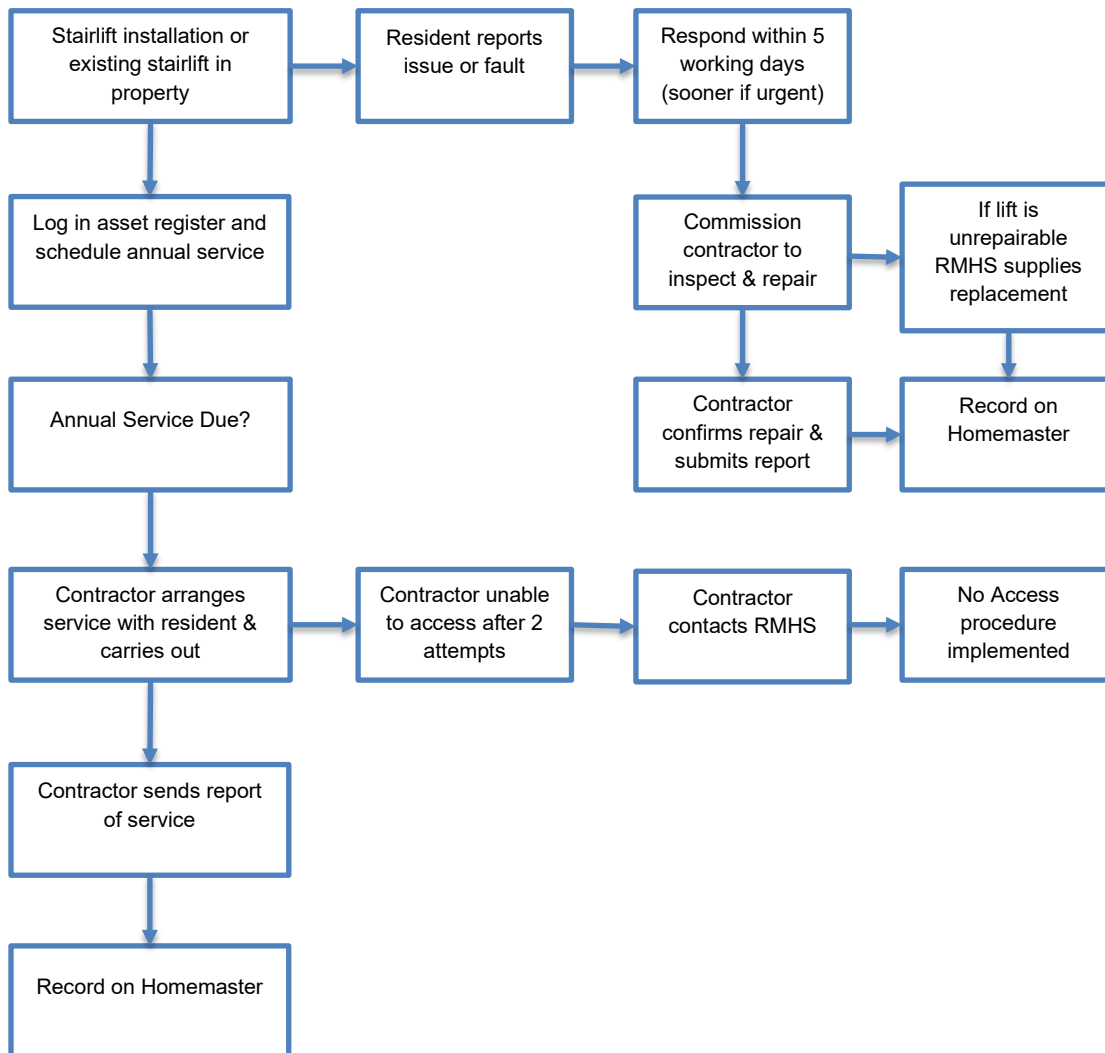 Stairlift installation or
existing stairlift in
property
Resident reports
issue or fault
Respond within 5
working days
(sooner if urgent)
Log in asset register and
schedule annual service
Commission
contractor to
inspect & repair
If lift is
unrepairable
RMHS supplies
replacement
Annual Service Due?
Contractor
confirms repair &
submits report
Record on
Homemaster
Contractor arranges
service with resident &
carries out
Contractor unable
to access after 2
attempts
Contractor
contacts RMHS
No Access
procedure
implemented
Contractor sends report
of service
Record on Homemaster